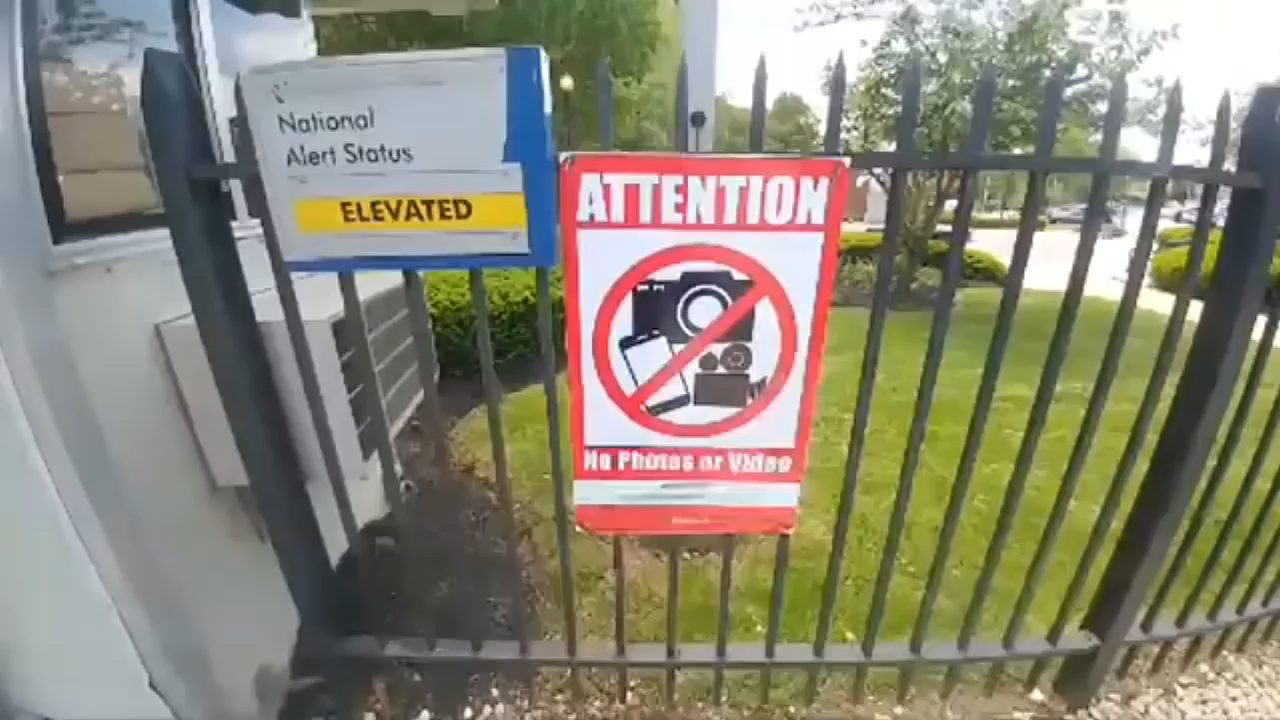 National
Alert Status
ELEVATED
ATTENTION
No Photos or Video